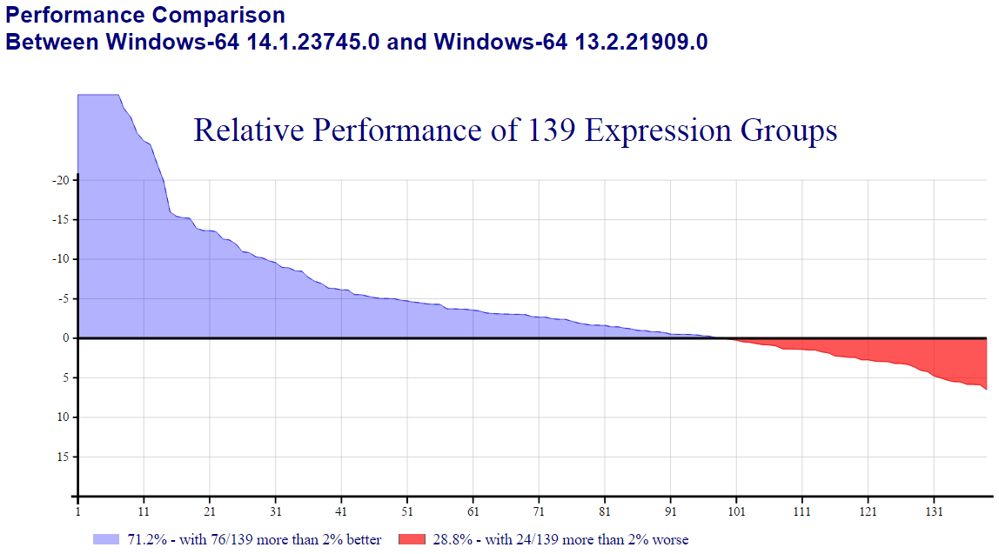 Performance Comparison
Between Windows-64 14.1.23745.0 and Windows-64 13.2.21909.0
Relative Performance of 139 Expression Groups
-20
-15
-10
-5
0
5
10
15
1 11 21 31 41 51 61 71 81 91 101 111 121 131
71.2% - with 76/139 more than 2% better 28.8% - with 24/139 more than 2% worse